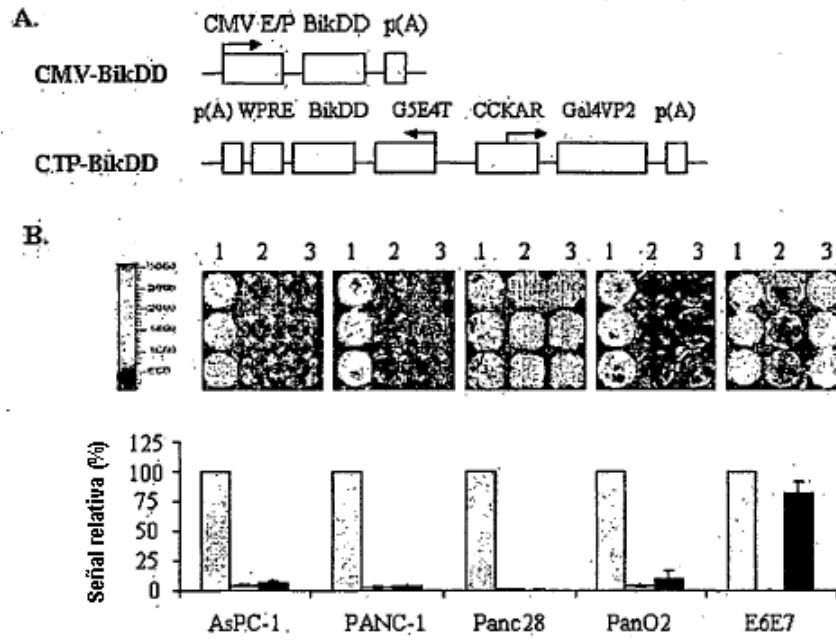 A.
CMV E/P BikDD p(A)
CMV-BikDD
p(A) WPRE BikDD G5E4T CCKAR Gal4VP2 p(A)
CTP-BikDD
B.
1 2 3 1 2 3 1 2 3 1 2 3 1 2 3
125
100
75
50
25
0
Señal relativa (%)
AsPC-1 PANC-1 Panc28 PanO2 E6E7